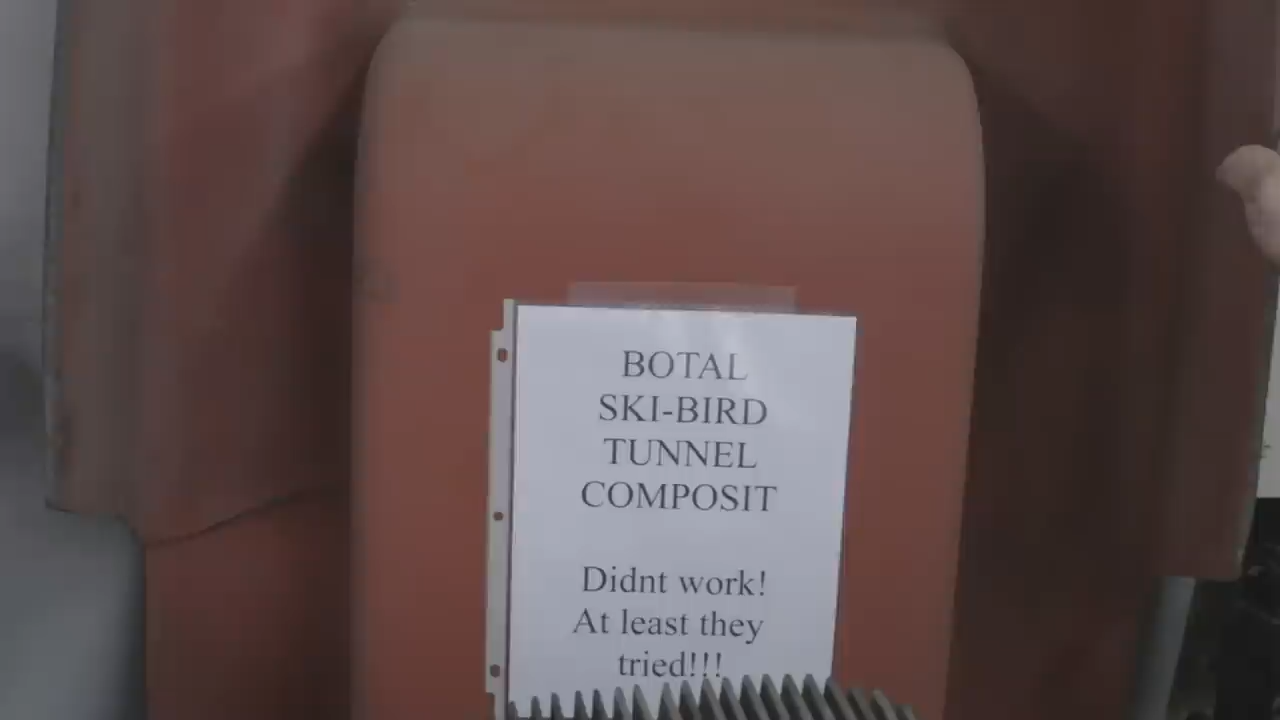 BOTAL
SKI-BIRD
TUNNEL
COMPOSIT
Didnt work!
At least they
tried!!!